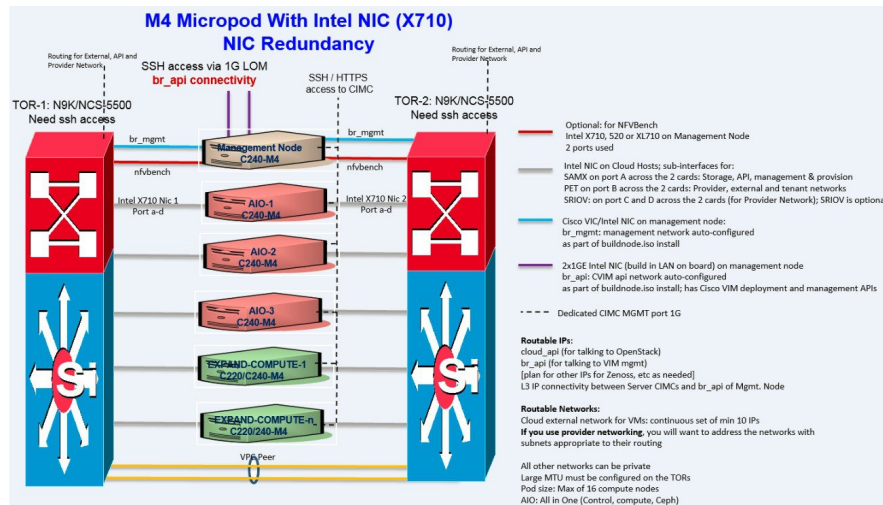 M4 Micropod With Intel NIC (X710)
NIC Redundancy
Routing for External, API and
Provider Network
SSH access via 1G LOM
br_api connectivity
SSH / HTTPS
access to CIMC
Routing for External, API and
Provider Network
TOR-1: N9K/NCS-5500
Need ssh access
TOR-2: N9K/NCS-5500
Need ssh access
br_mgmt
Management Node
C240-M4
br_mgmt
nfvbench
nfvbench
Intel X710 Nic 1
Port a-d
AIO-1
C240-M4
Intel X710 Nic 2
Port a-d
AIO-2
C240-M4
AIO-3
C240-M4
EXPAND-COMPUTE-1
C220/C240-M4
EXPAND-COMPUTE-n
C220/240-M4
Si
Si
VPC Peer
Optional: for NFVBench
Intel X710, 520 or XL710 on Management Node
2 ports used
Intel NIC on Cloud Hosts; sub-interfaces for:
SAMX on port A across the 2 cards: Storage, API, management & provision
PET on port B across the 2 cards: Provider, external and tenant networks
SRIOV: on port C and D across the 2 cards (for Provider Network); SRIOV is optional
Cisco VIC/Intel NIC on management node:
br_mgmt: management network auto-configured
as part of buildnode.iso install
2x1GE Intel NIC (build in LAN on board) on management node
br_api: CVIM api network auto-configured
as part of buildnode.iso install; has Cisco VIM deployment and management APIs
Dedicated CIMC MGMT port 1G
Routable IPs:
cloud_api (for talking to OpenStack)
br_api (for talking to VIM mgmt)
[plan for other IPs for Zenoss, etc as needed]
L3 IP connectivity between Server CIMCs and br_api of Mgmt. Node
Routable Networks:
Cloud external network for VMs: continuous set of min 10 IPs
If you use provider networking, you will want to address the networks with
subnets appropriate to their routing
All other networks can be private
Large MTU must be configured on the TORs
Pod size: Max of 16 compute nodes
AIO: All in One (Control, compute, Ceph)